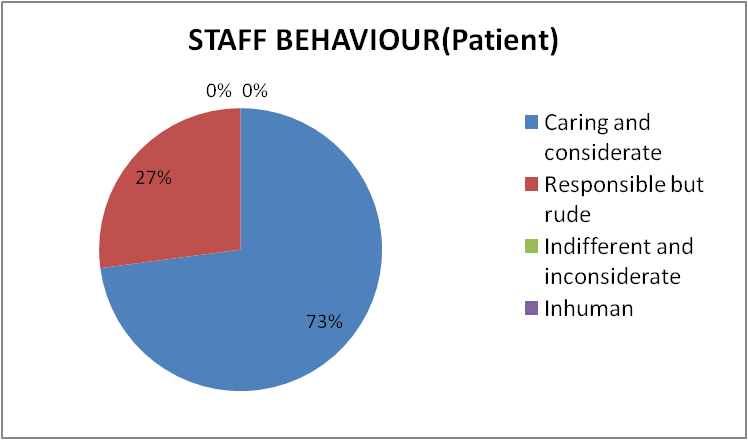 STAFF BEHAVIOUR(Patient)
0% 0%
27%
73%
Caring and
considerate
Responsible but
rude
Indifferent and
inconsiderate
Inhuman